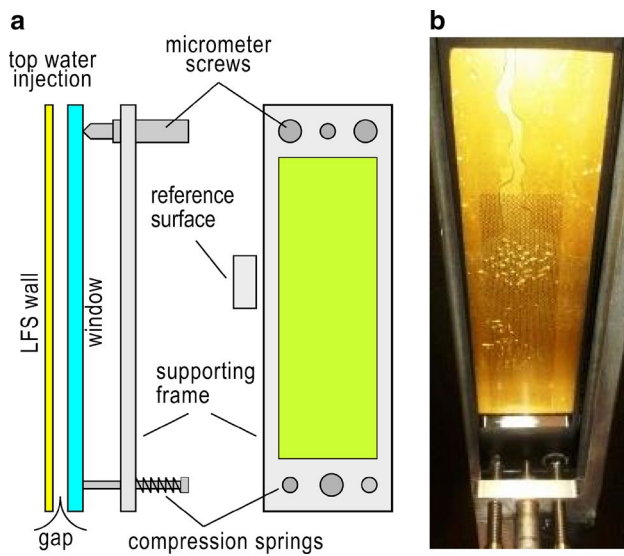 a
b
micrometer
screws
top water
injection
reference
surface
LFS wall
window
supporting
frame
gap
compression springs